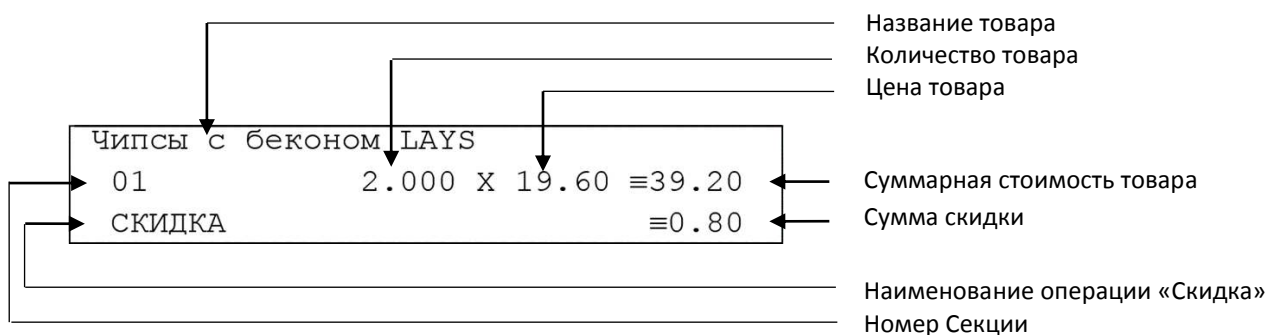 Название товара
Количество товара
Цена товара
Чипсы с беконом LAYS
01 2.000 X 19.60 ≡39.20
Суммарная стоимость товара
СКИДКА ≡0.80
Сумма скидки
Наименование операции «Скидка»
Номер Секции